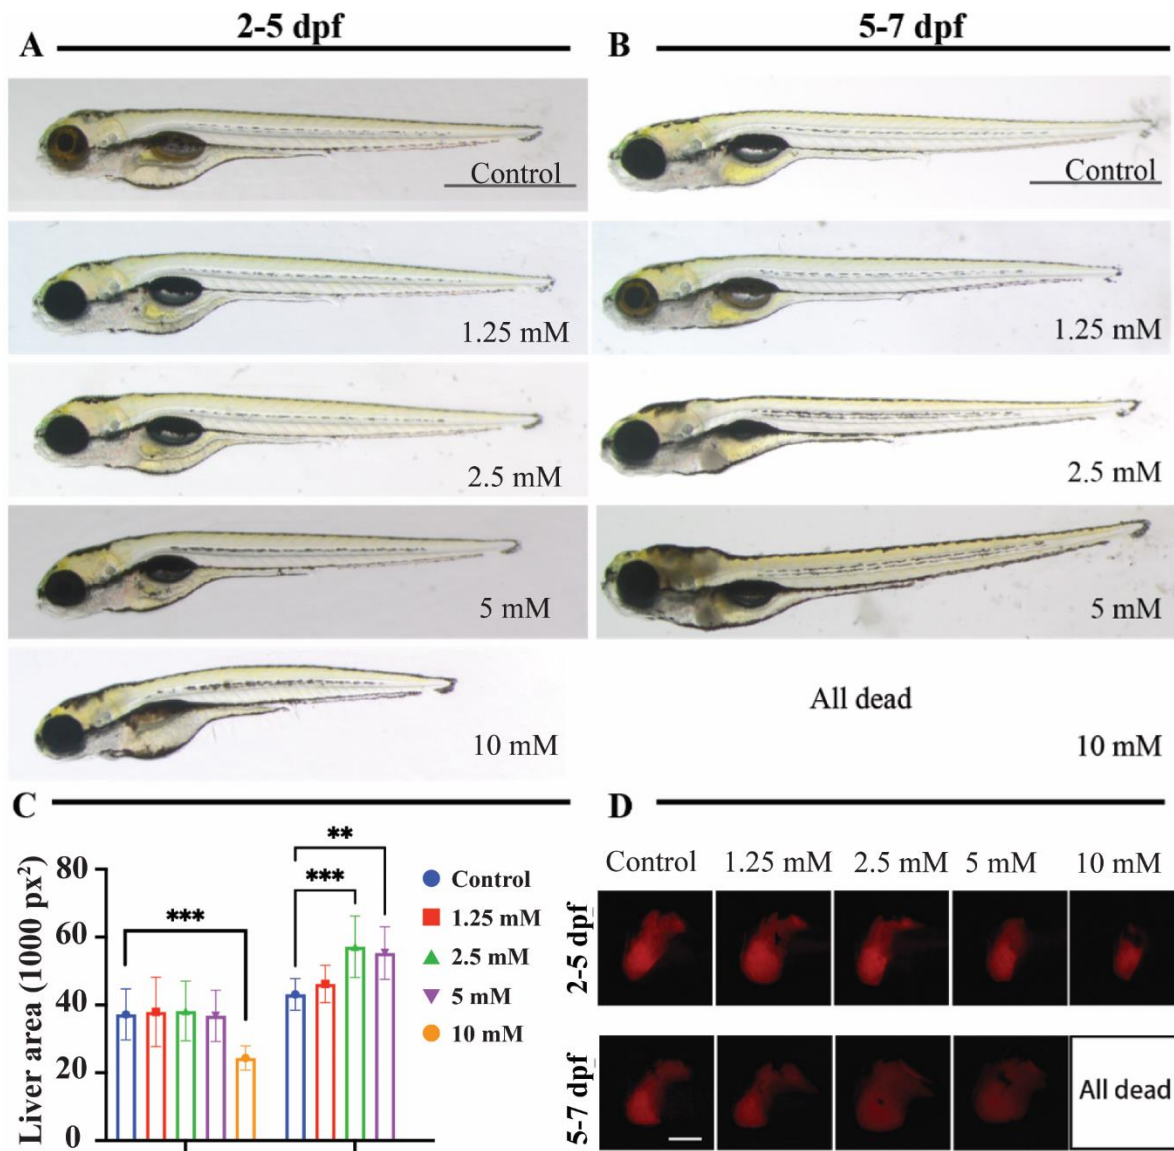 A
2-5 dpf
B
5-7 dpf
Control
Control
1.25 mM
1.25 mM
2.5 mM
2.5 mM
5 mM
5 mM
10 mM
All dead
10 mM
C
D
Liver area (1000 px²)
80
60
40
20
0
***
***
**
Control
1.25 mM
2.5 mM
5 mM
10 mM
Control
1.25 mM
2.5 mM
5 mM
10 mM
2-5 dpf
5-7 dpf
All dead